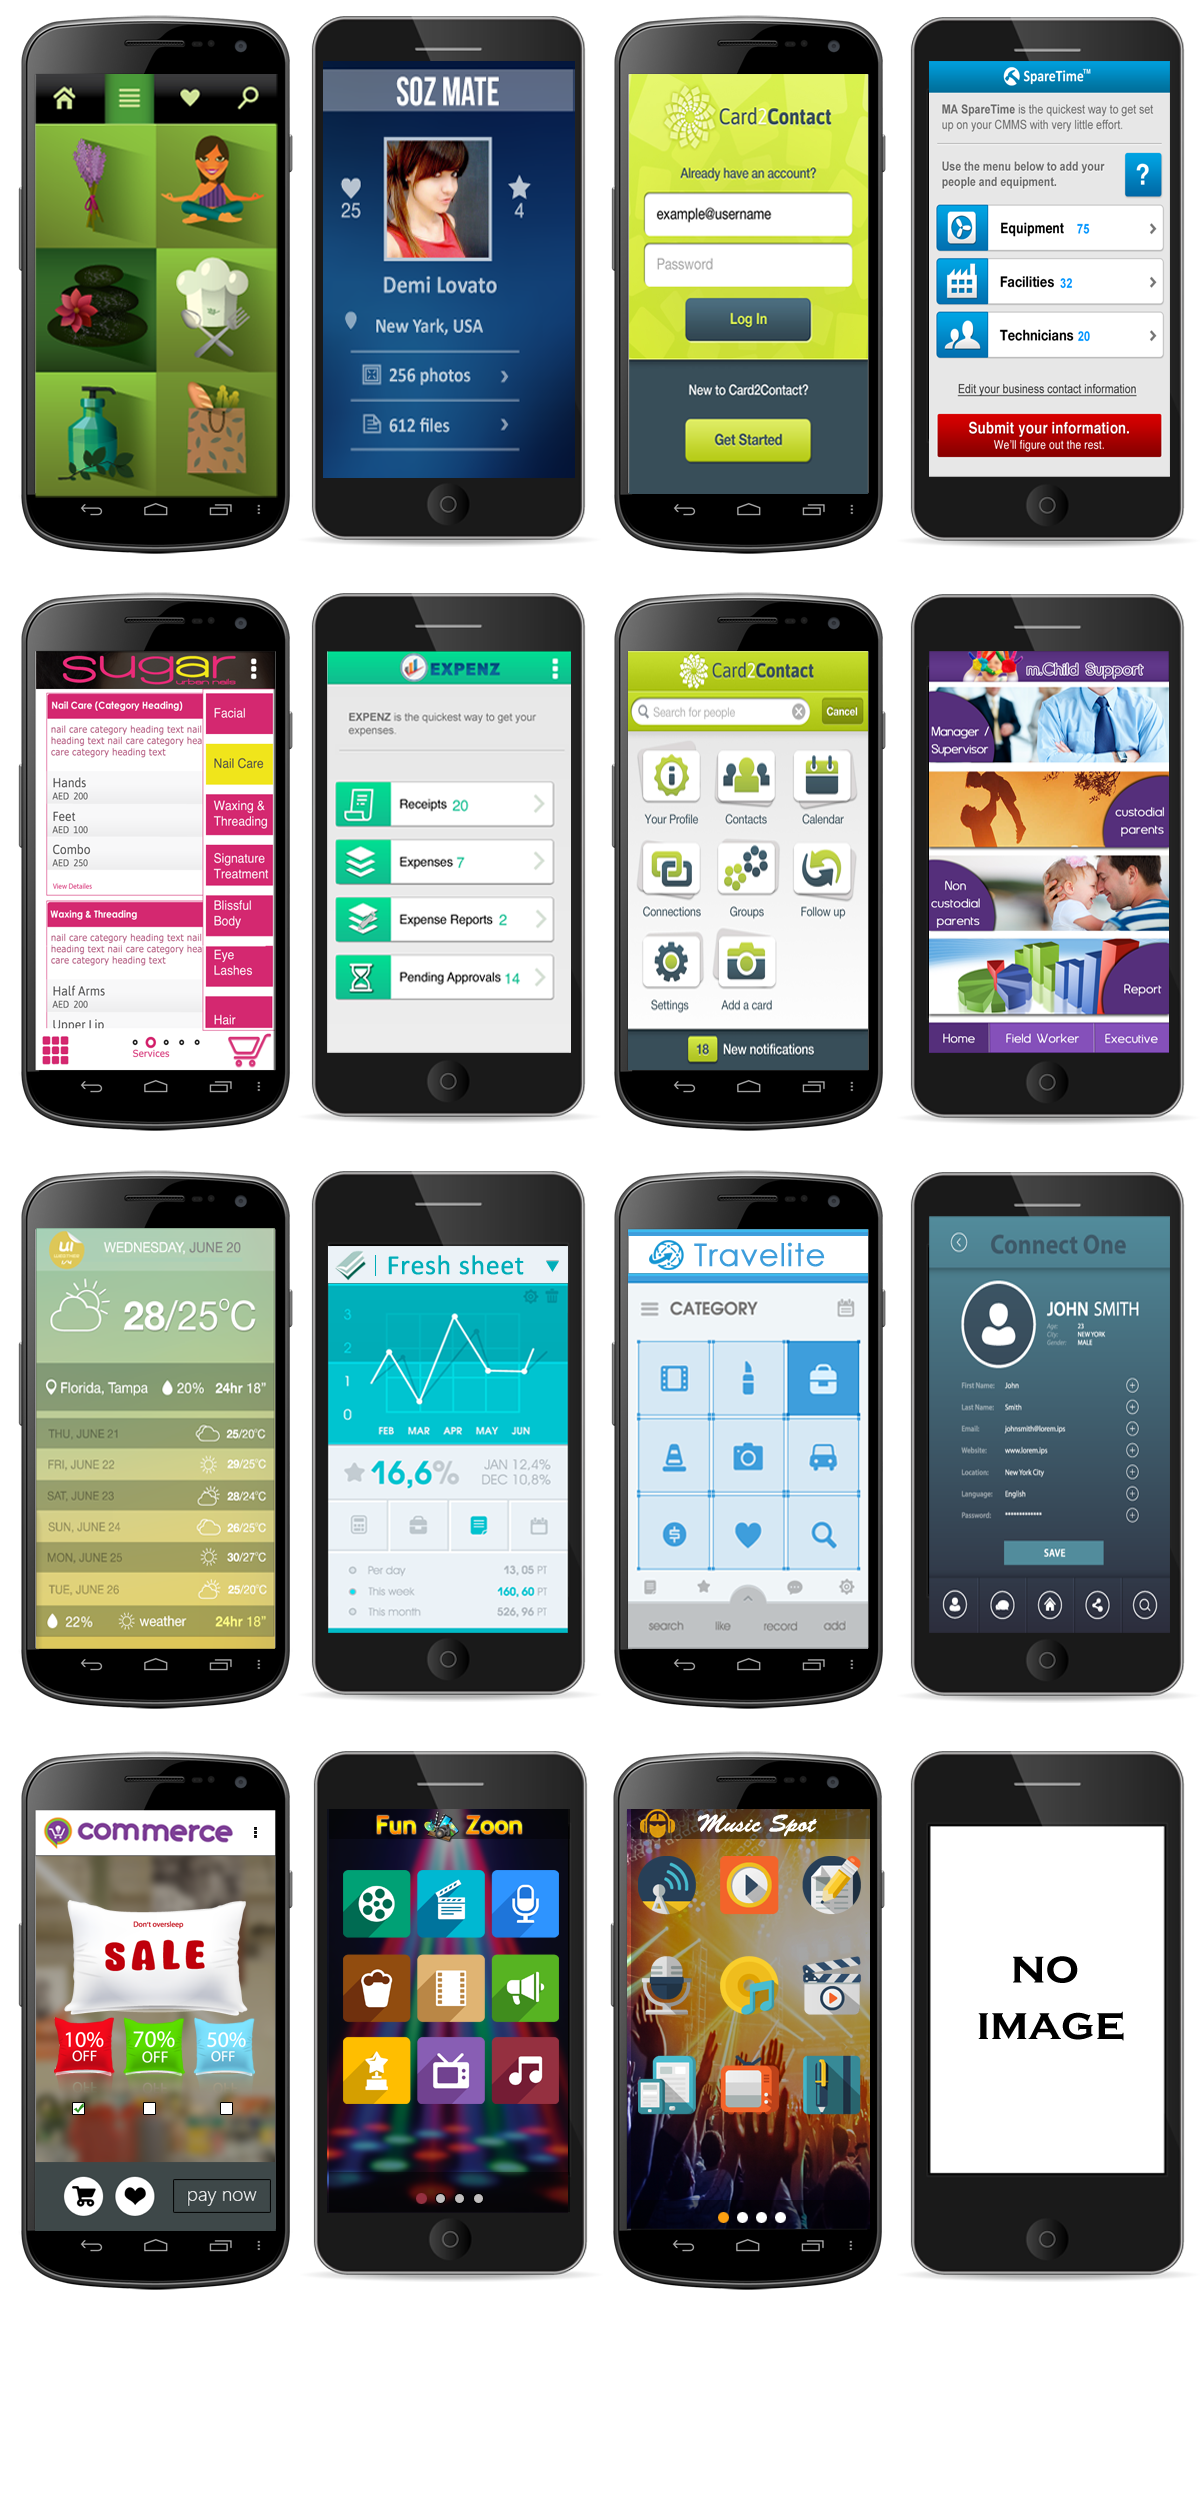 SOZ MATE
25
4
Demi Lovato
New Yark, USA
256 photos
612 files
Card2Contact
Already have an account?
example@username
Password
Log In
New to Card2Contact?
Get Started
SpareTime™
MA SpareTime is the quickest way to get set
up on your CMMS with very little effort.
Use the menu below to add your
people and equipment.
?
Equipment 75
Facilities 32
Technicians 20
Edit your business contact information
Submit your information.
We'll figure out the rest.
sugar
urban nails
Nail Care (Category Heading)
nail care category heading text nail
heading text nail care category hea
care category heading text
Hands
AED 200
Feet
AED 100
Combo
AED 250
View Detailes
Waxing & Threading
nail care category heading text nail
heading text nail care category hea
care category heading text
Half Arms
AED 200
Upper Lip
Facial
Nail Care
Waxing &
Threading
Signature
Treatment
Blissful
Body
Eye
Lashes
Hair
Services
EXPENZ
EXPENZ is the quickest way to get your
expenses.
Receipts 20
Expenses 7
Expense Reports 2
Pending Approvals 14
Card2Contact
Search for people
Cancel
Your Profile
Contacts
Calendar
Connections
Groups
Follow up
Settings
Add a card
18 New notifications
m.Child Support
Manager /
Supervisor
custodial
parents
Non
custodial
parents
Report
Home
Field Worker
Executive
ui
WEATHER
WEDNESDAY, JUNE 20
28/25°C
Florida, Tampa
20%
24hr 18"
THU, JUNE 21 25/20°C
FRI, JUNE 22 29/25°C
SAT, JUNE 23 28/24°C
SUN, JUNE 24 26/25°C
MON, JUNE 25 30/27°C
TUE, JUNE 26 25/20°C
22%
weather
24hr 18"
Fresh sheet
3
2
1
0
FEB MAR APR MAY JUN
16,6%
JAN 12,4%
DEC 10,8%
Per day 13, 05 PT
This week 160, 60 PT
This month 526, 96 PT
Travelite
CATEGORY
search
like
record
add
Connect One
JOHN SMITH
Age: 23
City: NEW YORK
Gender: MALE
First Name: John
Last Name: Smith
Email: johnsmith@lorem.ips
Website: www.lorem.ips
Location: New York City
Language: English
Password: *************
SAVE
commerce
Don't oversleep
SALE
10%
OFF
70%
OFF
50%
OFF
pay now
Fun Zoon
Music Spot
NO
IMAGE